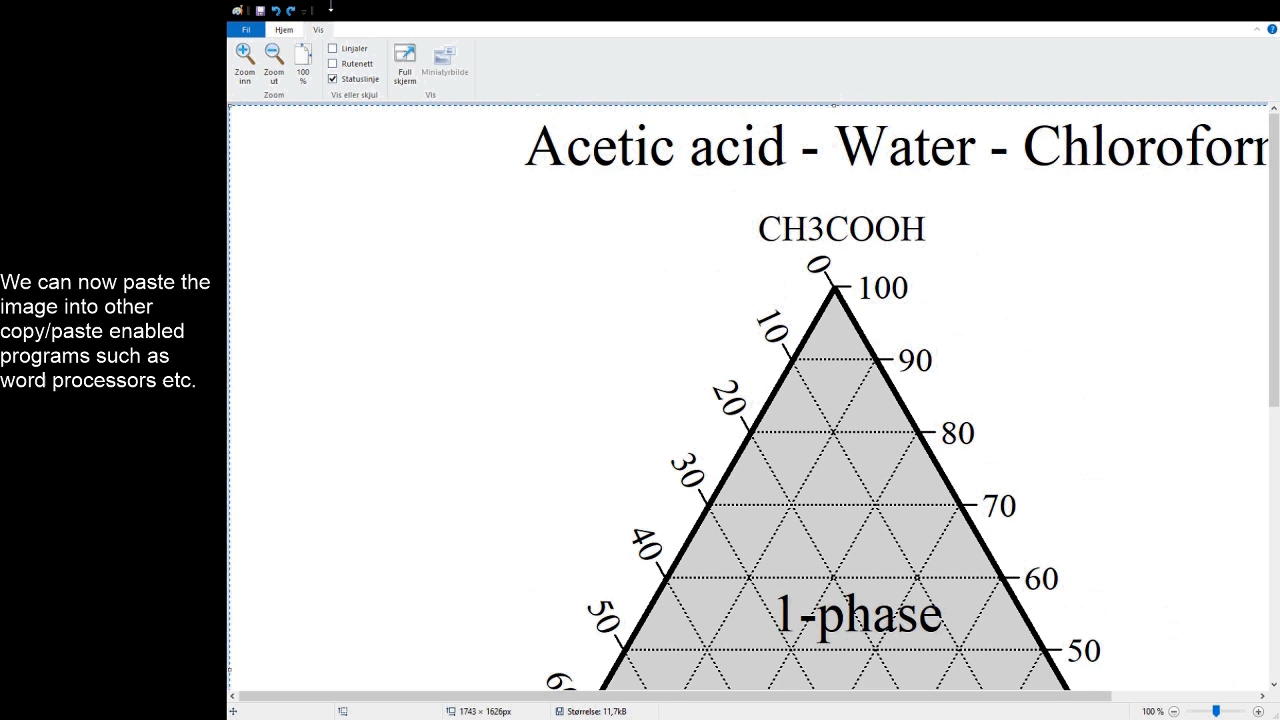 Fil Hjem Vis
Zoom inn
Zoom ut
100 %
Linjaler
Rutenett
Statuslinje
Full skjerm
Miniatyrbilde
Zoom
Vis eller skjul
Vis
We can now paste the
image into other
copy/paste enabled
programs such as
word processors etc.
Acetic acid - Water - Chloroform
CH3COOH
0
100
10
90
20
80
30
70
40
60
1-phase
50
50
60
1743 × 1626px
Størrelse: 11,7kB
100 %